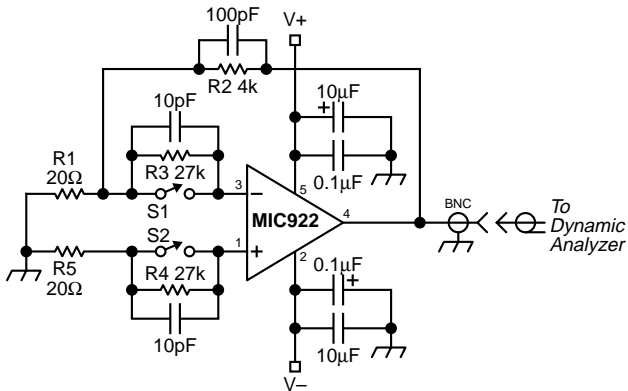 100pF
V+
R2 4k
10pF
10µF
+
R1
20Ω
R3 27k
0.1µF
S1
3
−
5
MIC922
4
BNC
To
Dynamic
Analyzer
S2
1
+
2
R5
20Ω
R4 27k
0.1µF
+
10pF
10µF
V–